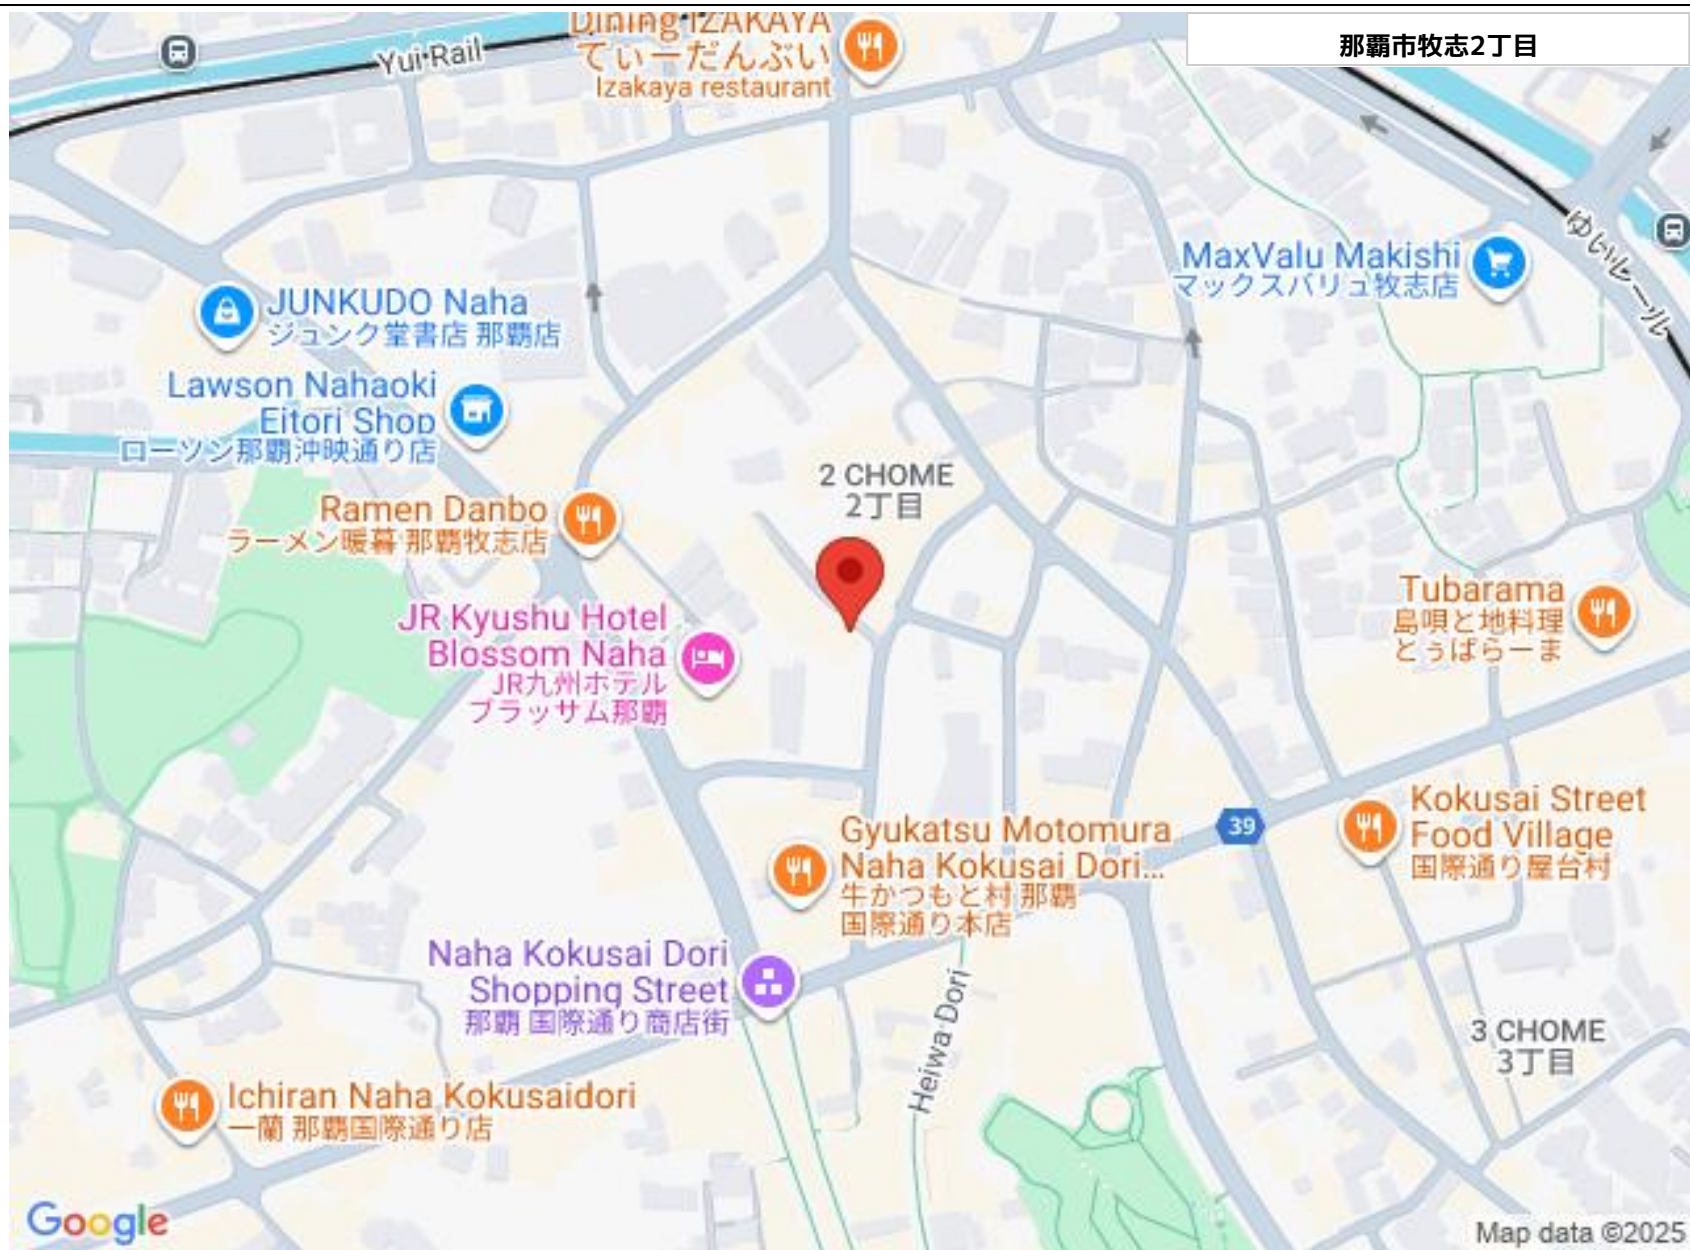 那覇市牧志2丁目
Dining IZAKAYA
てぃーだんぶい
Izakaya restaurant
Yui Rail
ゆいレール
MaxValu Makishi
マックスバリュ牧志店
JUNKUDO Naha
ジュンク堂書店 那覇店
Lawson Nahaoki
Eitori Shop
ローソン那覇沖映通り店
2 CHOME
2丁目
Ramen Danbo
ラーメン暖暮 那覇牧志店
Tubarama
島唄と地料理
とぅばらーま
JR Kyushu Hotel
Blossom Naha
JR九州ホテル
ブラッサム那覇
39
Kokusai Street
Food Village
国際通り屋台村
Gyukatsu Motomura
Naha Kokusai Dori...
牛かつもと村 那覇
国際通り本店
Naha Kokusai Dori
Shopping Street
那覇 国際通り商店街
Heiwa Dori
3 CHOME
3丁目
Ichiran Naha Kokusaidori
一蘭 那覇国際通り店
Google
Map data ©2025